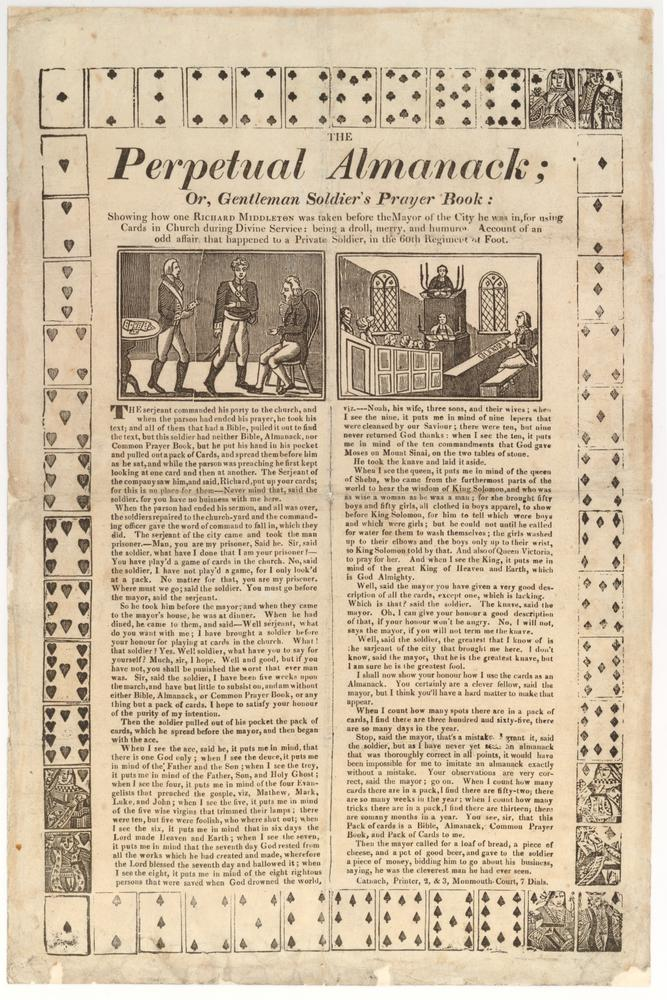 THE
Perpetual Almanack;
Or, Gentleman Soldier's Prayer Book:
Showing how one RICHARD MIDDLETON was taken before the Mayor of the City he was in, for using
Cards in Church during Divine Service: being a droll, merry, and Account of an
odd affair that happened to a Private Soldier, in the 60th Regiment of Foot.
THE serjeant commanded his party to the church, and
when the parson had ended his prayer, he took his
text; and all of them that had a Bible, pulled it out to find
the text, but this soldier had neither Bible, Almanack, nor
Common Prayer Book, but he put his hand in his pocket
and pulled out a pack of Cards, and spread them before him
as he sat, and while the parson was preaching he first kept
looking at one card and then at another. The Serjeant of
the company saw him, and said, Richard, put up your cards;
for this is no place for them—Never mind that, said the
soldier, for you have no buisness with me here.
When the parson had ended his sermon, and all was over,
the soldiers repaired to the church-yard and the command-
ing officer gave the word of command to fall in, which they
did. The serjeant of the city came and took the man
prisoner.—Man, you are my prisoner, Said he. Sir, said
the soldier, what have I done that I am your prisoner?—
You have play'd a game of cards in the church. No, said
the soldier, I have not play'd a game, for I only look'd
at a pack. No matter for that, you are my prisoner.
Where must we go; said the soldier. You must go before
the mayor, said the serjeant.
So he took him before the mayor; and when they came
to the mayor's house, he was at dinner. When he had
dined, he came to them, and said—Well serjeant, what
do you want with me; I have brought a soldier before
your honour for playing at cards in the church. What!
that soldier? Yes. Well soldier, what have you to say for
yourself? Much, sir, I hope. Well and good, but if you
have not, you shall be punished the worst that ever man
was. Sir, said the soldier, I have been five weeks upon
the march, and have but little to subsist on, and am without
either Bible, Almanack, or Common Prayer Book, or any
thing but a pack of cards. I hope to satisfy your honour
of the purity of my intention.
Then the soldier pulled out of his pocket the pack of
cards, which he spread before the mayor, and then began
with the ace.
When I see the ace, said he, it puts me in mind, that
there is one God only; when I see the deuce, it puts me
in mind of the Father and the Son; when I see the trey,
it puts me in mind of the Father, Son, and Holy Ghost;
when I see the four, it puts me in mind of the four Evan-
gelists that preached the gosple, viz, Mathew, Mark,
Luke, and John; when I see the five, it puts me in mind
of the five wise virgins that trimmed their lamps; there
were ten, but five were foolish, who where shut out; when
I see the six, it puts me in mind that in six days the
Lord made Heaven and Earth; when I see the seven,
it puts me in mind that the seventh day God rested from
all the works which he had created and made, wherefore
the Lord blessed the seventh day and hallowed it; when
I see the eight, it puts me in mind of the eight righteous
persons that were saved when God drowned the world,
viz.—Noah, his wife, three sons, and their wives; when
I see the nine, it puts me in mind of nine lepers that
were cleansed by our Saviour; there were ten, but nine
never returned God thanks: when I see the ten, it puts
me in mind of the ten commandments that God gave
Moses on Mount Sinai, on the two tables of stone.
He took the knave and laid it aside.
When I see the queen, it puts me in mind of the queen
of Sheba, who came from the furthermost parts of the
world to hear the wisdom of King Solomon, and who was
as wise a woman as he was a man; for she brought fifty
boys and fifty girls, all clothed in boys apparel, to show
before King Solomon, for him to tell which were boys
and which were girls; but he could not until he called
for water for them to wash themselves; the girls washed
up to their elbows and the boys only up to their wrist,
so King Solomon told by that. And also of Queen Victoria,
to pray for her. And when I see the King, it puts me in
mind of the great King of Heaven and Earth, which
is God Almighty.
Well, said the mayor you have given a very good des-
cription of all the cards, except one, which is lacking.
Which is that? said the soldier. The knave, said the
mayor. Oh, I can give your honour a good description
of that, if your honour won't be angry. No, I will not,
says the mayor, if you will not term me the knave.
Well, said the soldier, the greatest that I know of is
the sarjeant of the city that brought me here. I don't
know, said the mayor, that he is the greatest knave, but
I am sure he is the greatest fool.
I shall now shew your honour how I use the cards as an
Almanack. You certainly are a clever fellow, said the
mayor, but I think you'll have a hard matter to make that
appear.
When I count how many spots there are in a pack of
cards, I find there are three hundred and sixty-five, there
are so many days in the year.
Stop, said the mayor, that's a mistake. I grant it, said
the soldier, but as I have never yet seen an almanack
that was thoroughly correct in all points, it would have
been impossible for me to imitate an almanack exactly
without a mistake. Your observations are very cor-
rect, said the mayor; go on. When I count how many
cards there are in a pack, I find there are fifty-two; there
are so many weeks in the year; when I count how many
tricks there are in a pack, I find there are thirteen; there
are somany months in a year. You see, sir, that this
Pack of cards is a Bible, Almanack, Common Prayer
Book, and Pack of Cards to me.
Then the mayor called for a loaf of bread, a piece of
cheese, and a pot of good beer, and gave to the soldier
a piece of money, bidding him to go about his business,
saying, he was the cleverest man he had ever seen.
Catnach, Printer, 2, & 3, Monmouth-Court, 7 Dials.